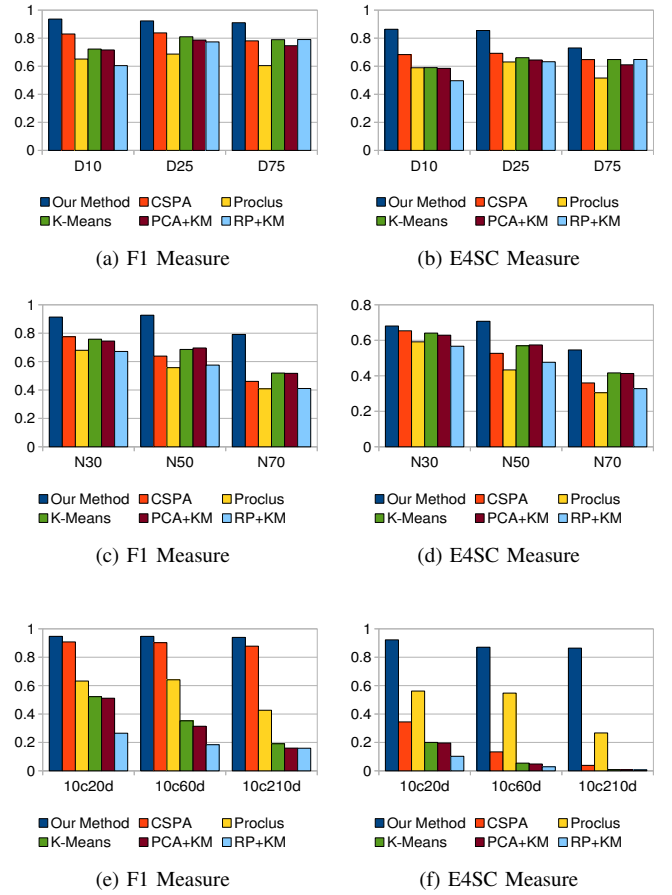 1
0.8
0.6
0.4
0.2
0
D10 D25 D75
Our Method CSPA Proclus
K-Means PCA+KM RP+KM
(a) F1 Measure
1
0.8
0.6
0.4
0.2
0
D10 D25 D75
Our Method CSPA Proclus
K-Means PCA+KM RP+KM
(b) E4SC Measure
1
0.8
0.6
0.4
0.2
0
N30 N50 N70
Our Method CSPA Proclus
K-Means PCA+KM RP+KM
(c) F1 Measure
0.8
0.6
0.4
0.2
0
N30 N50 N70
Our Method CSPA Proclus
K-Means PCA+KM RP+KM
(d) E4SC Measure
1
0.8
0.6
0.4
0.2
0
10c20d 10c60d 10c210d
Our Method CSPA Proclus
K-Means PCA+KM RP+KM
(e) F1 Measure
1
0.8
0.6
0.4
0.2
0
10c20d 10c60d 10c210d
Our Method CSPA Proclus
K-Means PCA+KM RP+KM
(f) E4SC Measure